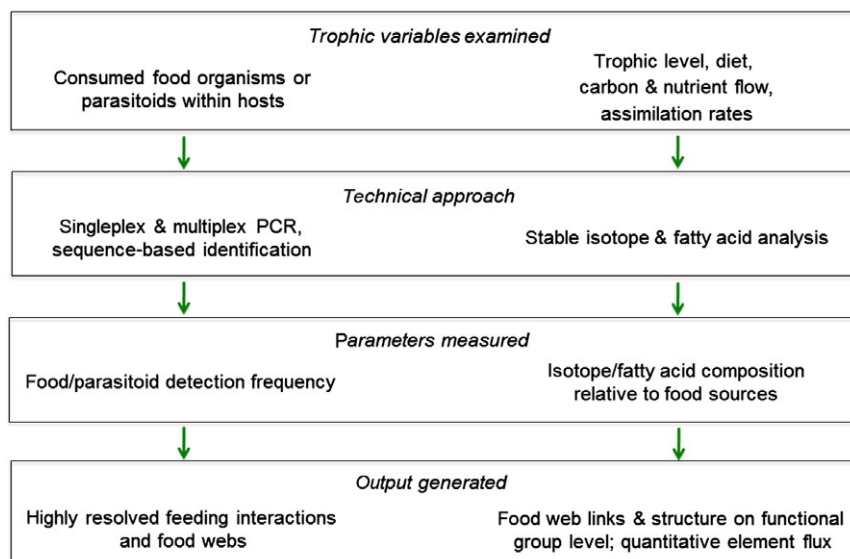 Trophic variables examined
Consumed food organisms or
parasitoids within hosts
Trophic level, diet,
carbon & nutrient flow,
assimilation rates
Technical approach
Singleplex & multiplex PCR,
sequence-based identification
Stable isotope & fatty acid analysis
Parameters measured
Food/parasitoid detection frequency
Isotope/fatty acid composition
relative to food sources
Output generated
Highly resolved feeding interactions
and food webs
Food web links & structure on functional
group level; quantitative element flux